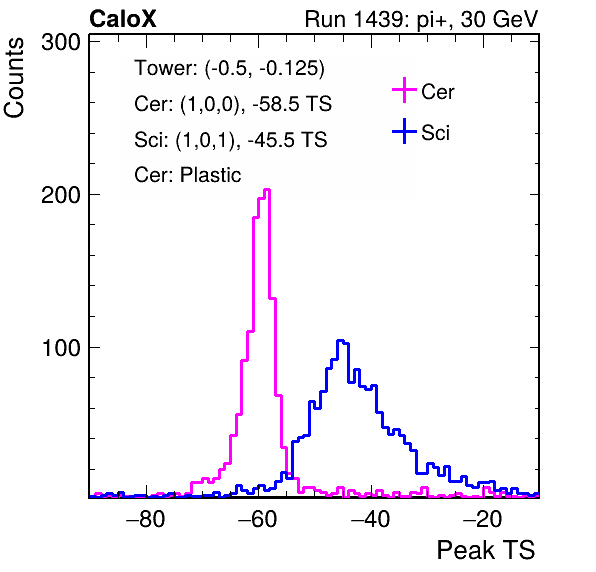 CaloX Run 1439: pi+, 30 GeV
Counts
300
200
100
Tower: (-0.5, -0.125)
Cer: (1,0,0), -58.5 TS
Sci: (1,0,1), -45.5 TS
Cer: Plastic
Cer
Sci
−80 −60 −40 −20
Peak TS